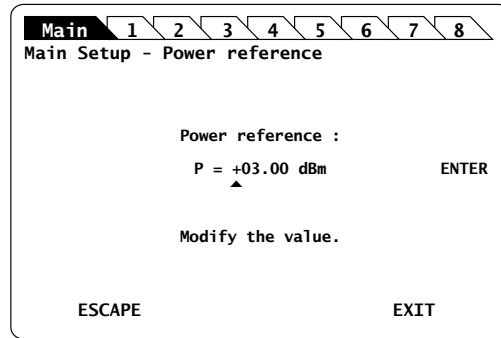 Main 1 2 3 4 5 6 7 8
Main Setup - Power reference
Power reference :
P = +03.00 dBm ENTER
Modify the value.
ESCAPE EXIT